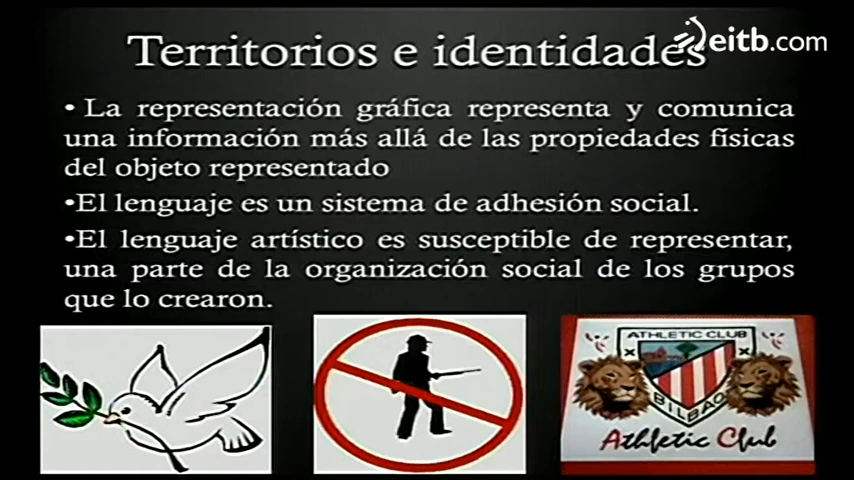 Territorios e identidades
eitb.com
• La representación gráfica representa y comunica
una información más allá de las propiedades físicas
del objeto representado
•El lenguaje es un sistema de adhesión social.
•El lenguaje artístico es susceptible de representar,
una parte de la organización social de los grupos
que lo crearon.
ATHLETIC CLUB
BILBAO
Athletic Club